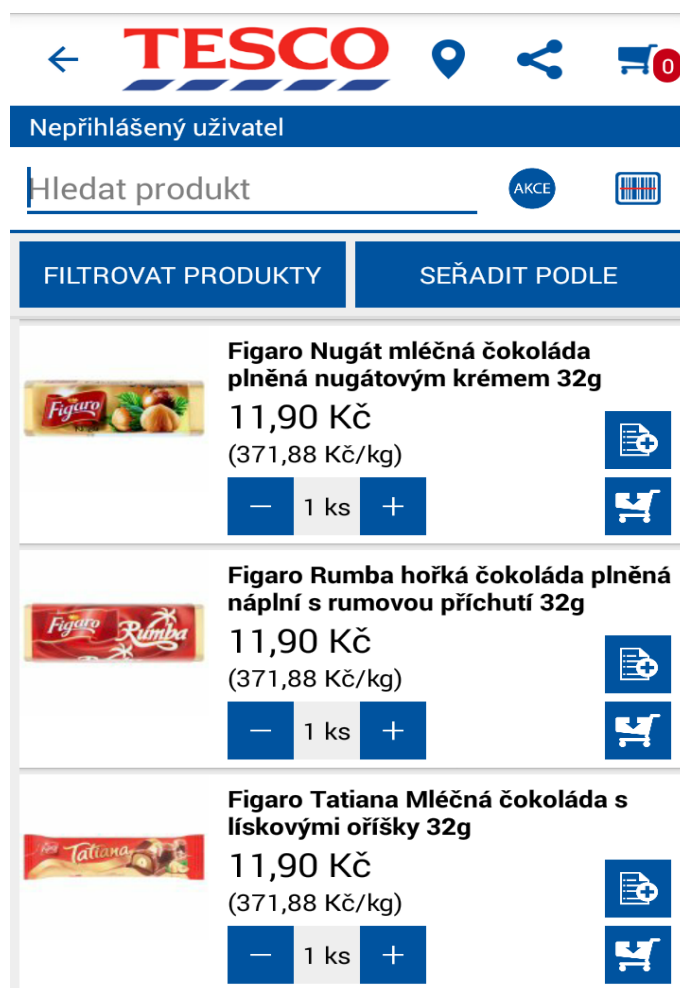 TESCO
0
Nepřihlášený uživatel
Hledat produkt
AKCE
FILTROVAT PRODUKTY
SEŘADIT PODLE
Figaro Nugát mléčná čokoláda
plněná nugátovým krémem 32g
Figaro
11,90 Kč
(371,88 Kč/kg)
− 1 ks +
Figaro Rumba hořká čokoláda plněná
náplní s rumovou příchutí 32g
Figaro Rumba
11,90 Kč
(371,88 Kč/kg)
− 1 ks +
Figaro Tatiana Mléčná čokoláda s
lískovými oříšky 32g
Tatiana
11,90 Kč
(371,88 Kč/kg)
− 1 ks +